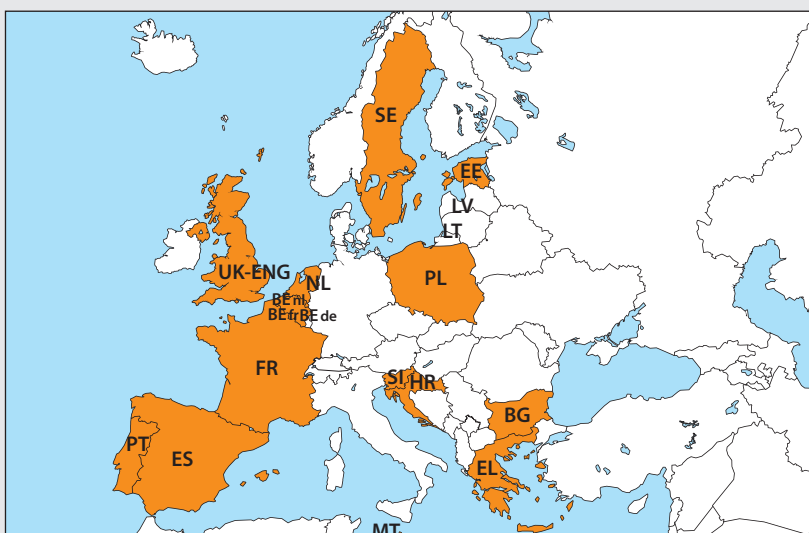 SE
EE
LV
LT
UK-ENG
NL
PL
BE nl
BE fr BE de
FR
SI HR
PT
ES
BG
EL
MT